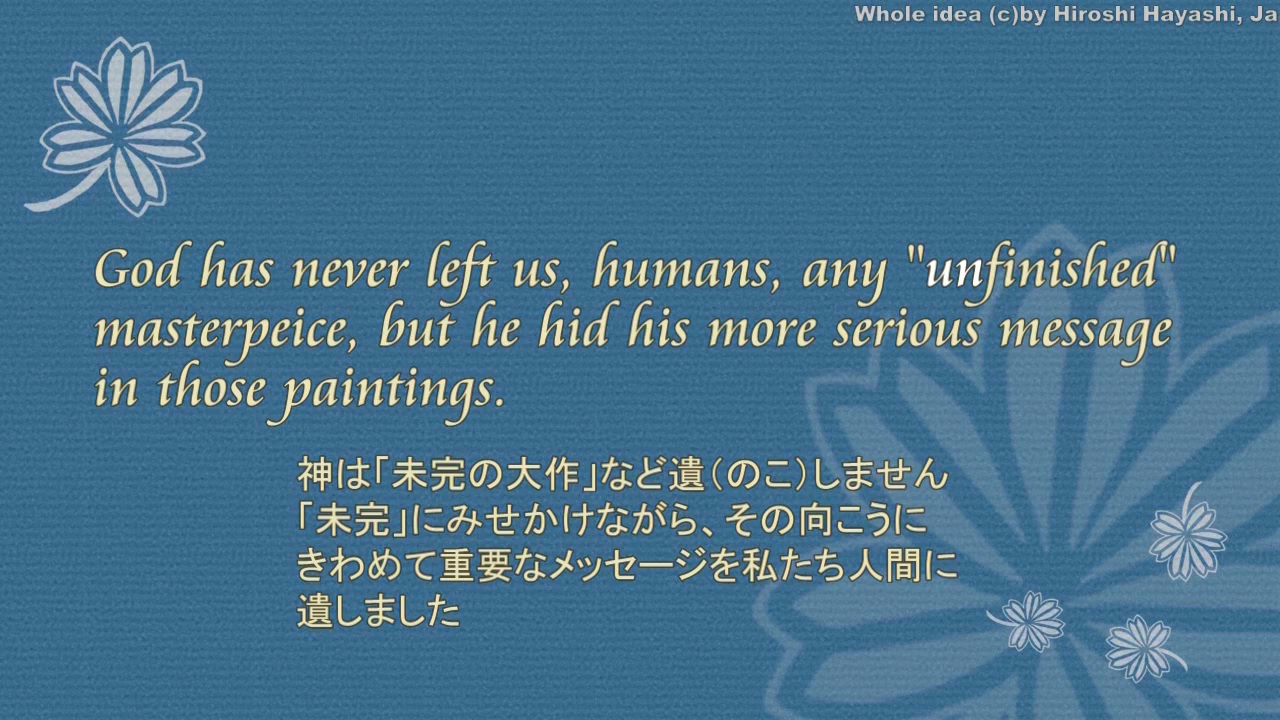 Whole idea (c)by Hiroshi Hayashi, Ja
God has never left us, humans, any "unfinished"
masterpeice, but he hid his more serious message
in those paintings.
神は「未完の大作」など遺（のこ）しません
「未完」にみせかけながら、その向こうに
きわめて重要なメッセージを私たち人間に
遺しました